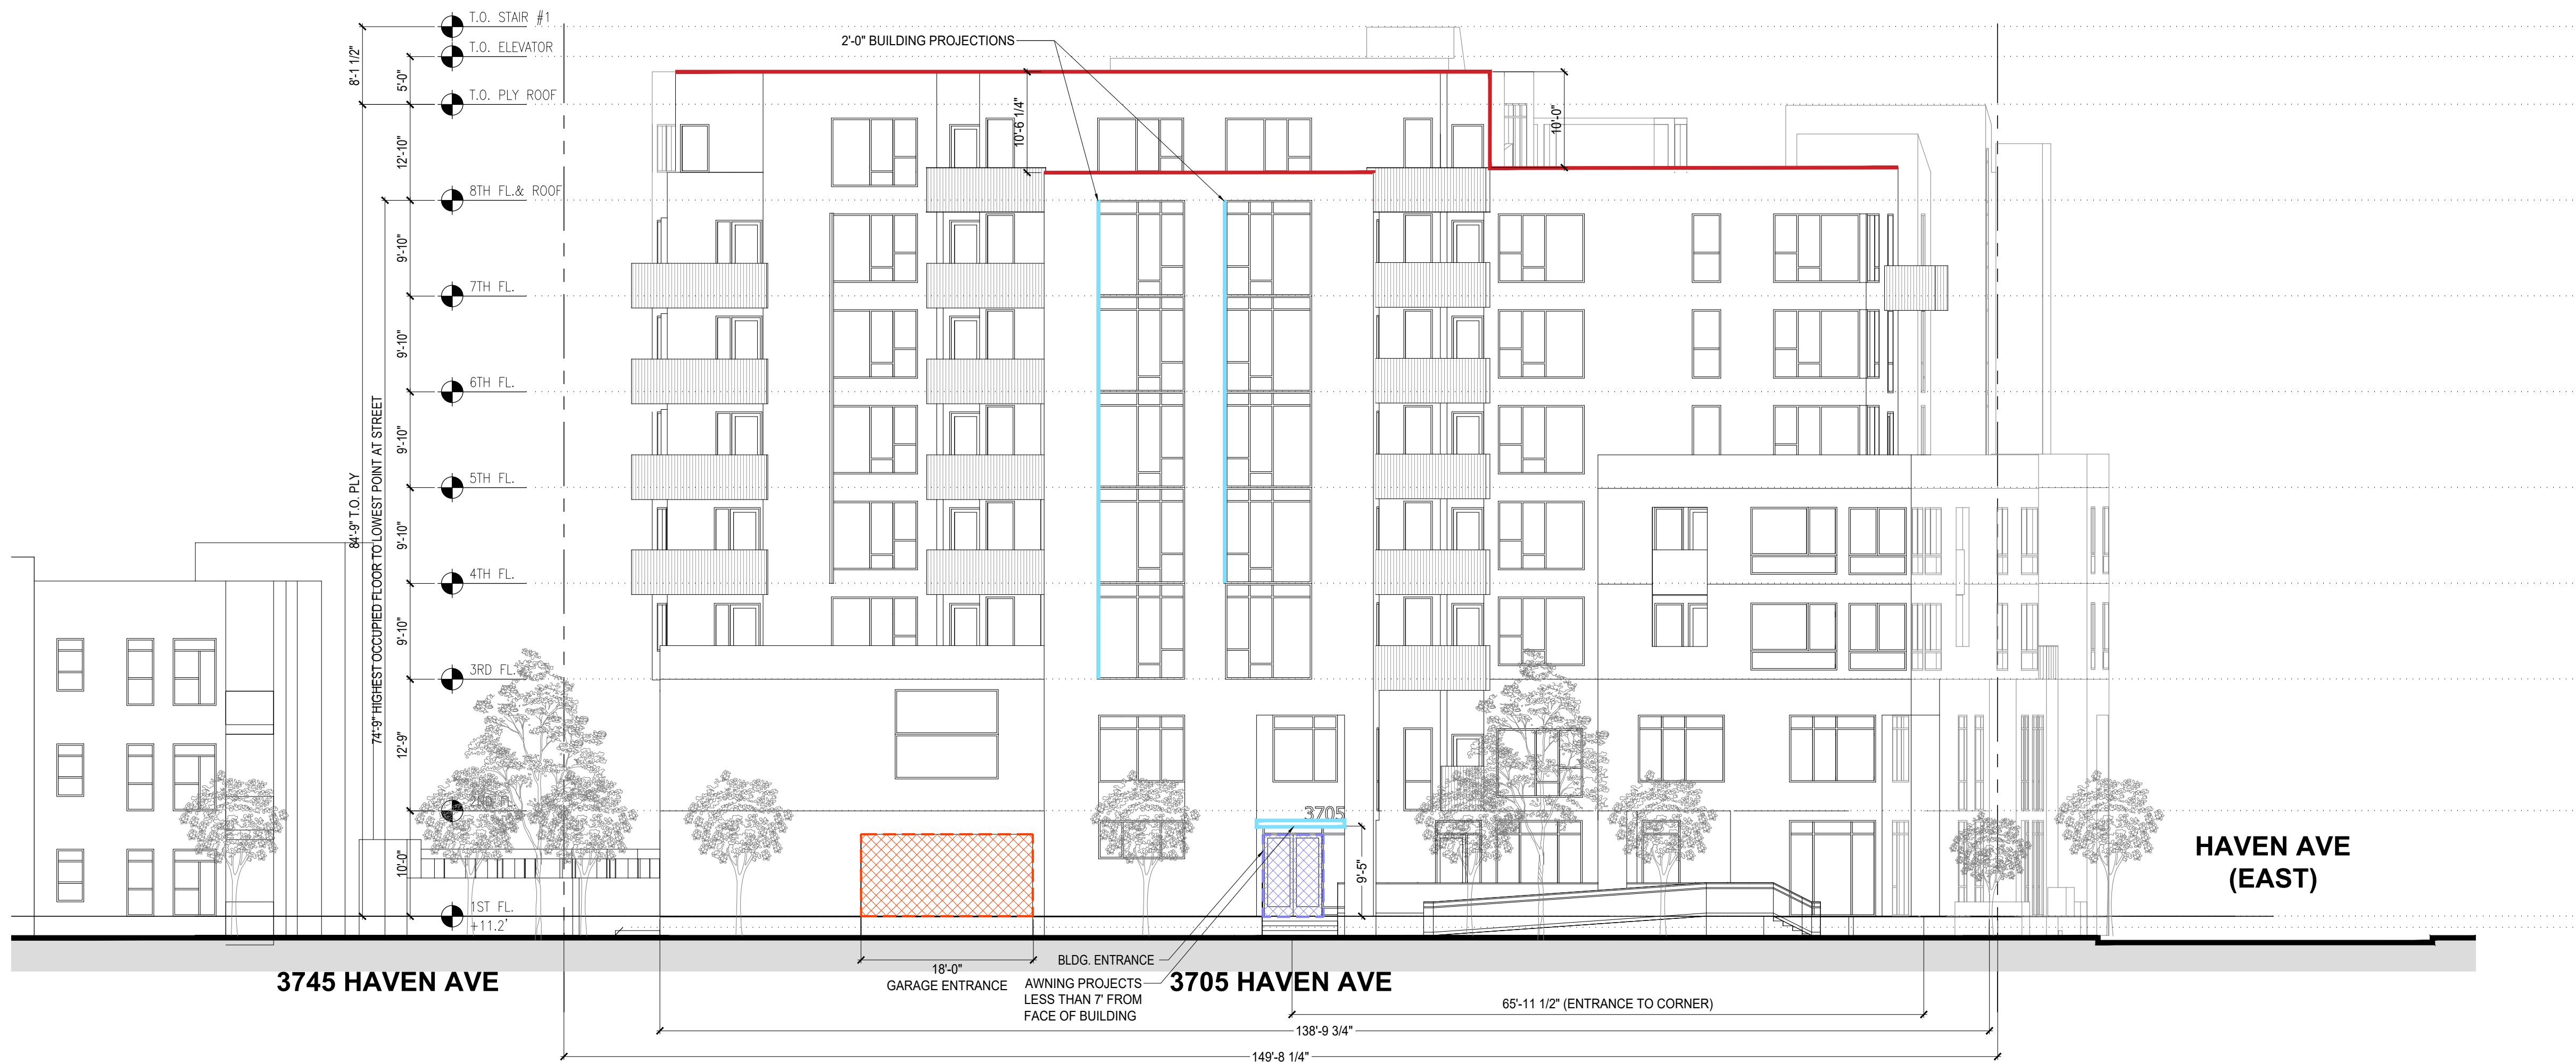 T.O. STAIR #1
T.O. ELEVATOR
T.O. PLY ROOF
8TH FL.& ROOF
7TH FL.
6TH FL.
5TH FL.
4TH FL.
3RD FL.
2ND FL.
1ST FL.
+11.2'
8'-1 1/2"
5'-0"
12'-10"
9'-10"
9'-10"
9'-10"
9'-10"
9'-10"
12'-9"
10'-0"
84'-9" T.O. PLY
74'-9" HIGHEST OCCUPIED FLOOR TO LOWEST POINT AT STREET
2'-0" BUILDING PROJECTIONS
10'-6 1/4"
10'-0"
3705
9'-5"
HAVEN AVE
(EAST)
3745 HAVEN AVE
18'-0"
GARAGE ENTRANCE
BLDG. ENTRANCE
AWNING PROJECTS
LESS THAN 7' FROM
FACE OF BUILDING
3705 HAVEN AVE
65'-11 1/2" (ENTRANCE TO CORNER)
138'-9 3/4"
149'-8 1/4"